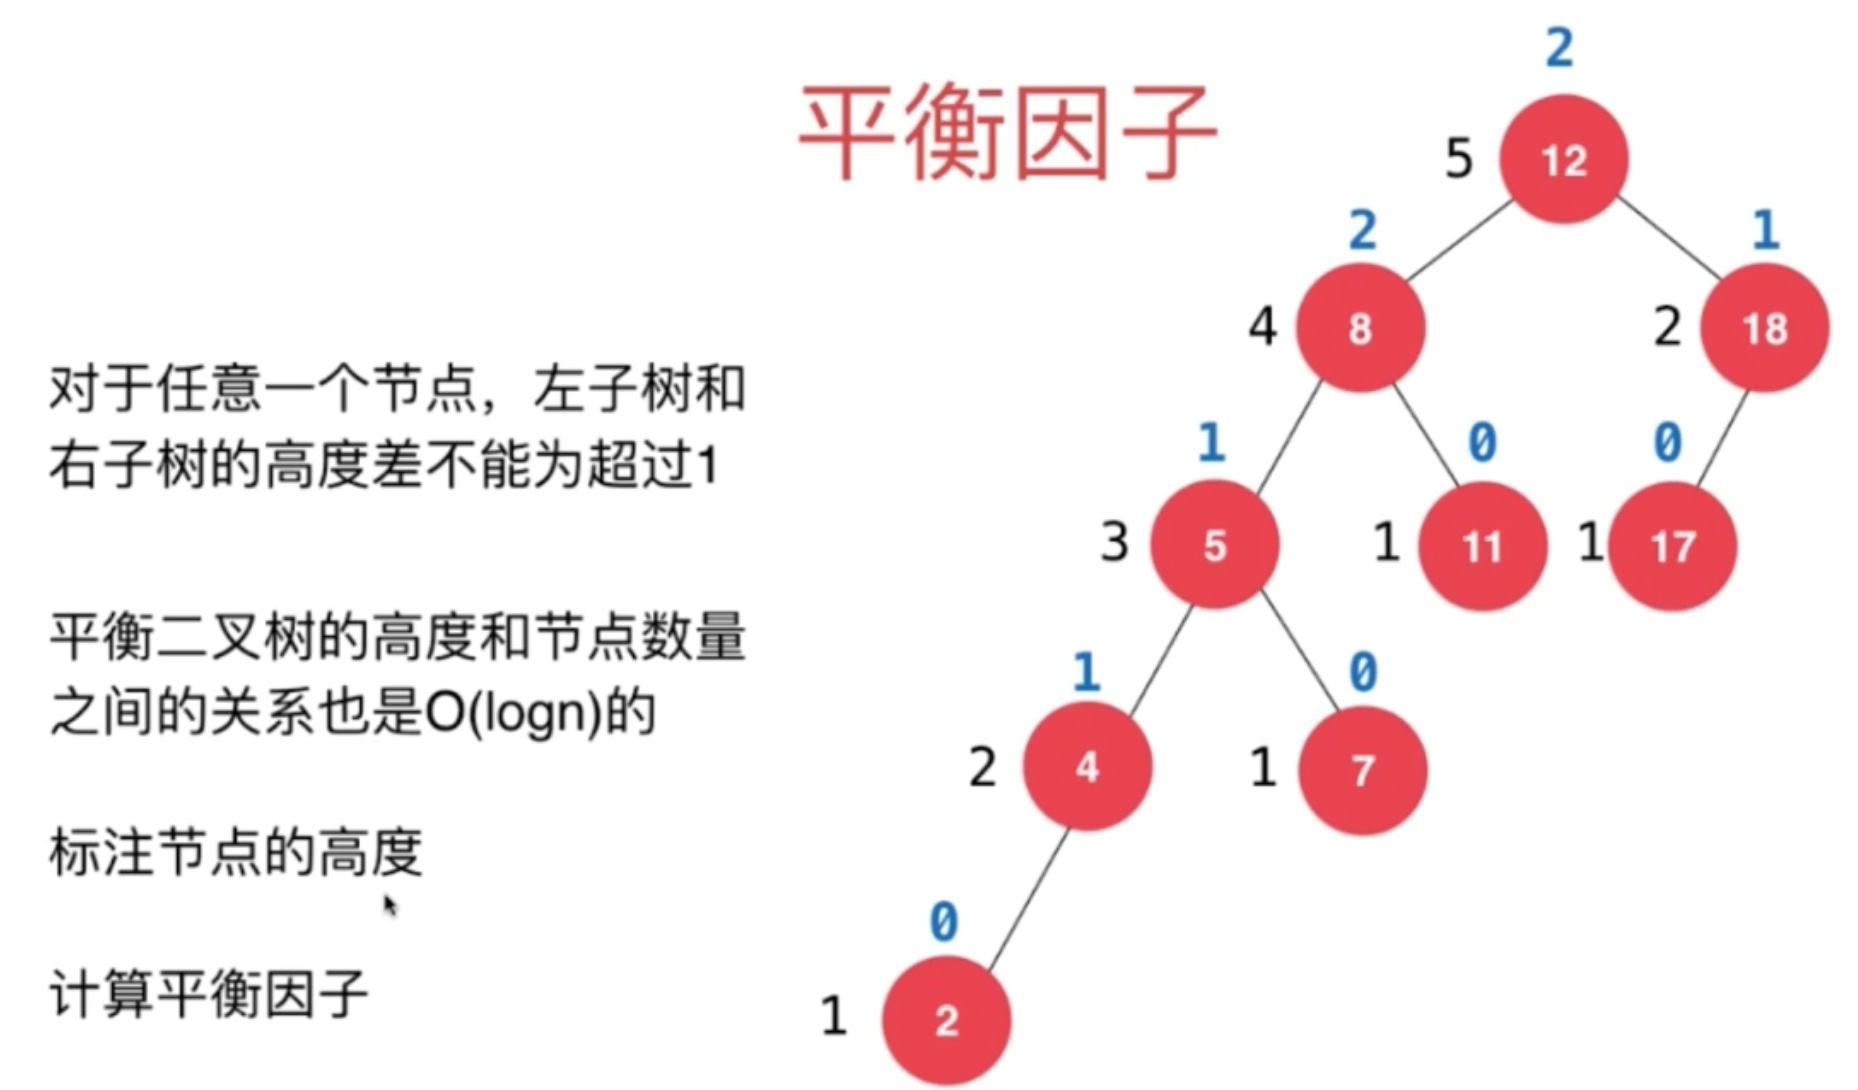 平衡因子
对于任意一个节点，左子树和
右子树的高度差不能为超过1
平衡二叉树的高度和节点数量
之间的关系也是O(logn)的
标注节点的高度
计算平衡因子
2
5 12
2 1
4 8 2 18
1 0 0
3 5 1 11 1 17
1 0
2 4 1 7
0
1 2